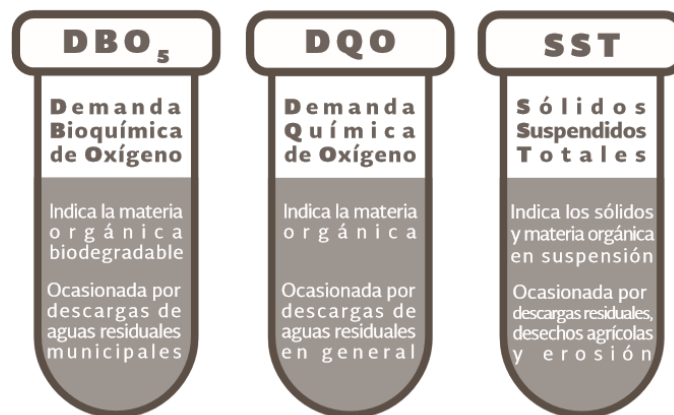 DBO₅
Demanda
Bioquímica
de Oxígeno
Indica la materia
orgánica
biodegradable
Ocasionada por
descargas de
aguas residuales
municipales
DQO
Demanda
Química
de Oxígeno
Indica la materia
orgánica
Ocasionada por
descargas de
aguas residuales
en general
SST
Sólidos
Suspendidos
Totales
Indica los sólidos
y materia orgánica
en suspensión
Ocasionada por
descargas residuales,
desechos agrícolas
y erosión